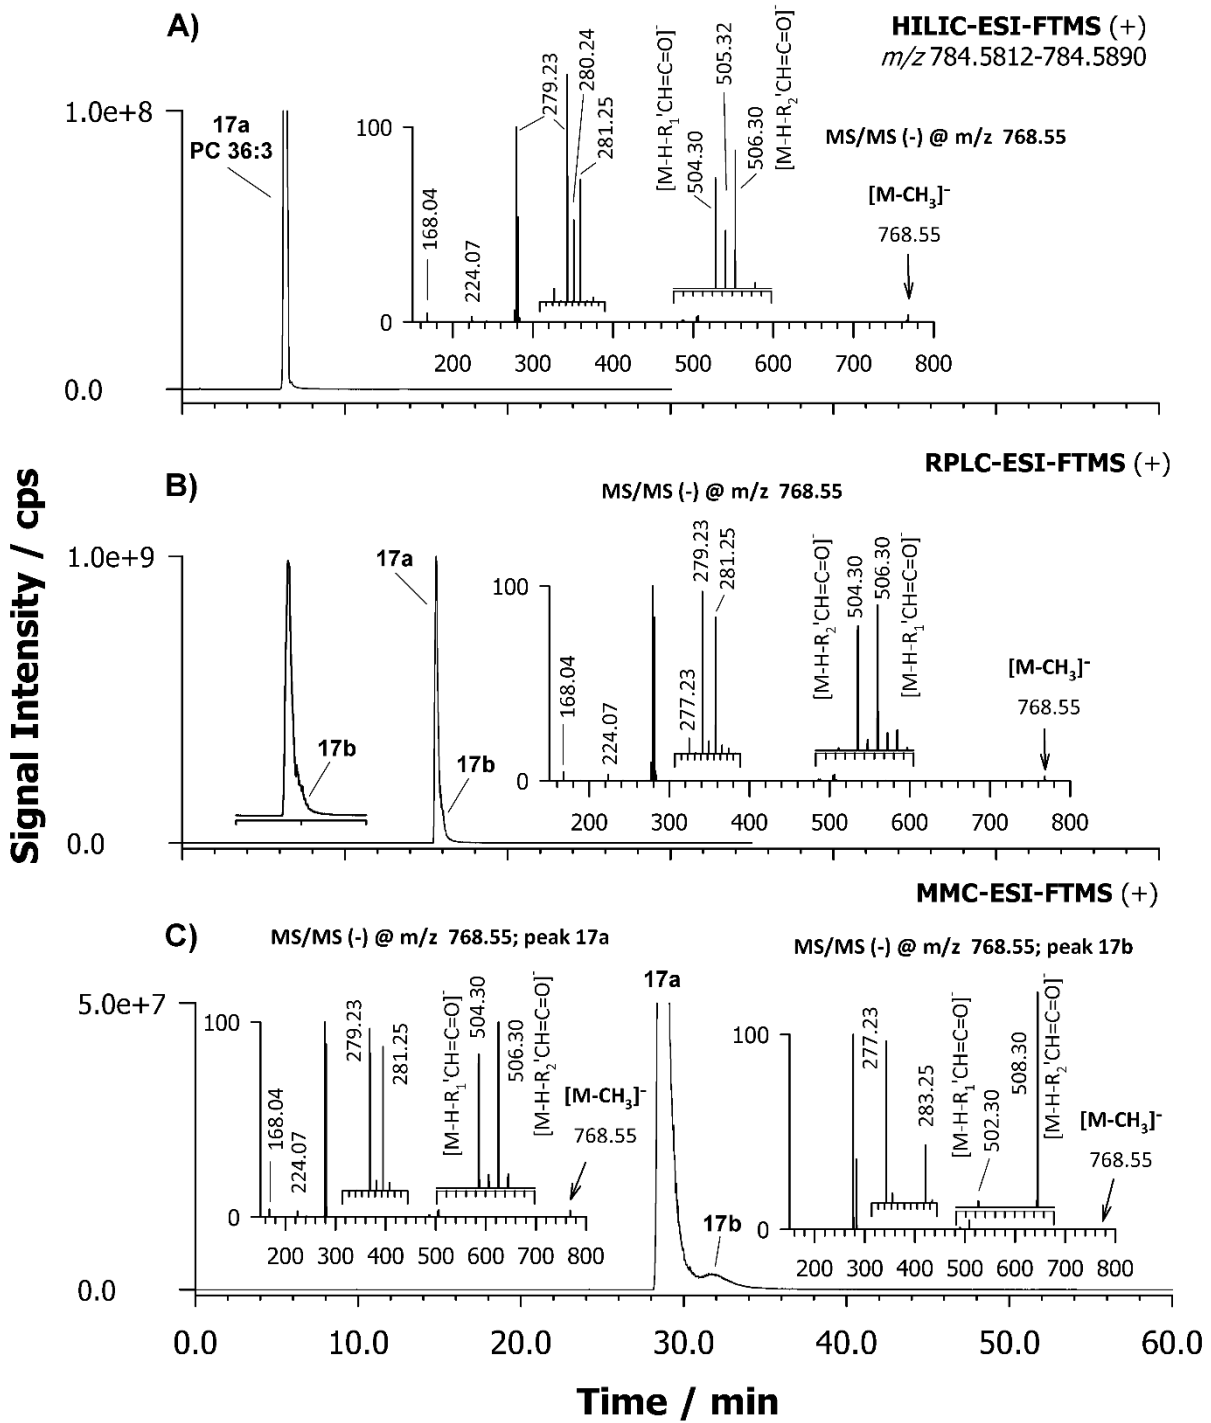 A)
HILIC-ESI-FTMS (+)
m/z 784.5812-784.5890
1.0e+8
17a
PC 36:3
100
168.04
224.07
279.23
280.24
281.25
[M-H-R1'CH=C=O]-
504.30
505.32
506.30
[M-H-R2'CH=C=O]-
MS/MS (-) @ m/z 768.55
[M-CH3]-
768.55
0
200 300 400 500 600 700 800
0.0
RPLC-ESI-FTMS (+)
B)
MS/MS (-) @ m/z 768.55
1.0e+9
17a
17b
17b
100
168.04
224.07
277.23
279.23
281.25
[M-H-R2'CH=C=O]-
504.30
506.30
[M-H-R1'CH=C=O]-
[M-CH3]-
768.55
0
200 300 400 500 600 700 800
0.0
MMC-ESI-FTMS (+)
C)
MS/MS (-) @ m/z 768.55; peak 17a
MS/MS (-) @ m/z 768.55; peak 17b
5.0e+7
100
168.04
224.07
279.23
281.25
[M-H-R1'CH=C=O]-
504.30
506.30
[M-H-R2'CH=C=O]-
[M-CH3]-
768.55
0
200 300 400 500 600 700 800
17a
17b
100
277.23
283.25
[M-H-R1'CH=C=O]-
502.30
508.30
[M-H-R2'CH=C=O]-
[M-CH3]-
768.55
0
200 300 400 500 600 700 800
0.0
0.0 10.0 20.0 30.0 40.0 50.0 60.0
Time / min
Signal Intensity / cps